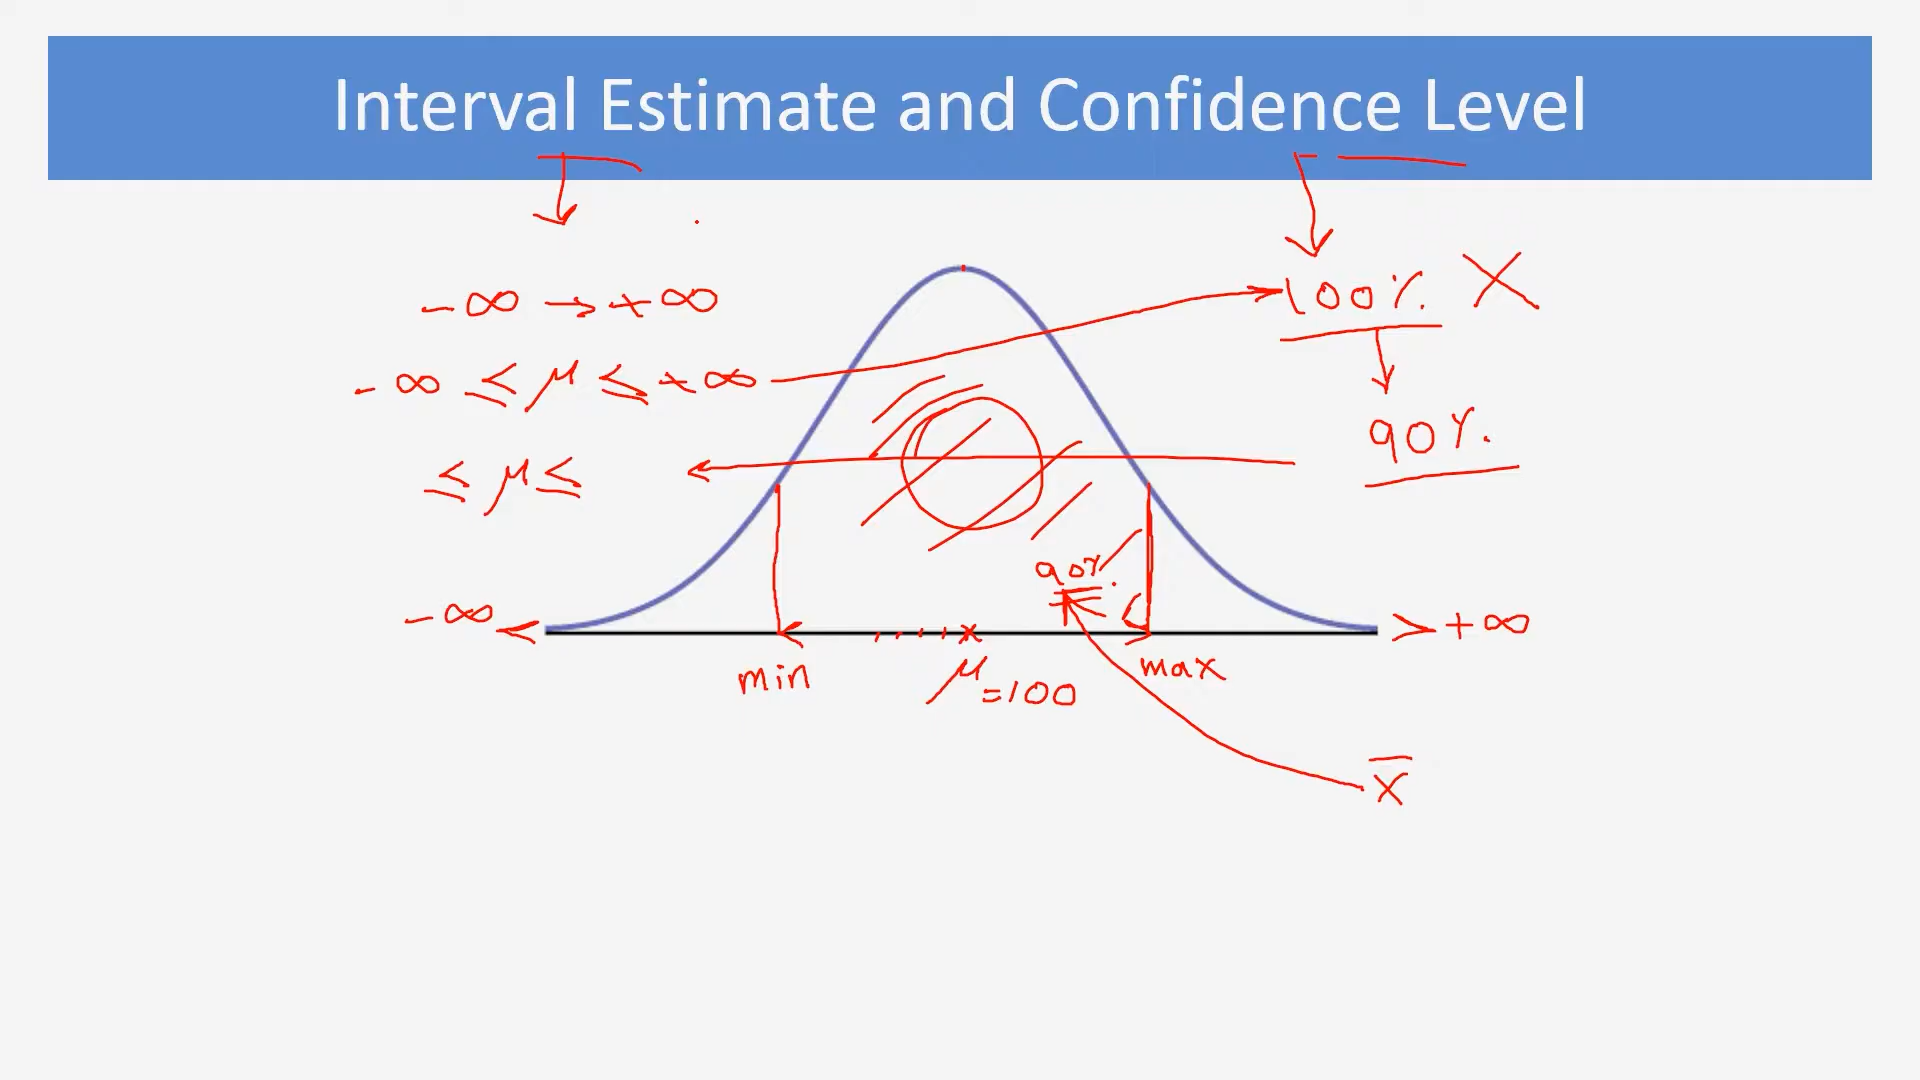 Interval Estimate and Confidence Level
-∞ → +∞
100% X
-∞ ≤ μ ≤ +∞
90%.
≤ μ ≤
90%.
-∞
+∞
min
μ = 100
max
x̄